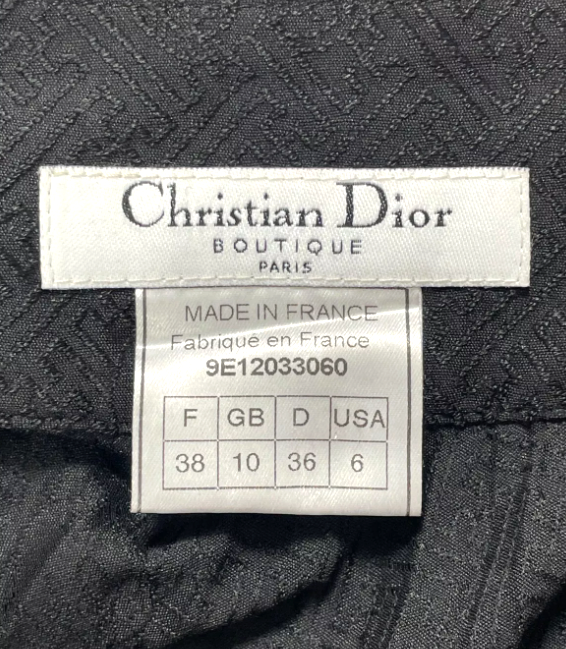 Christian Dior
BOUTIQUE
PARIS
MADE IN FRANCE
Fabriqué en France
9E12033060
F GB D USA
38 10 36 6